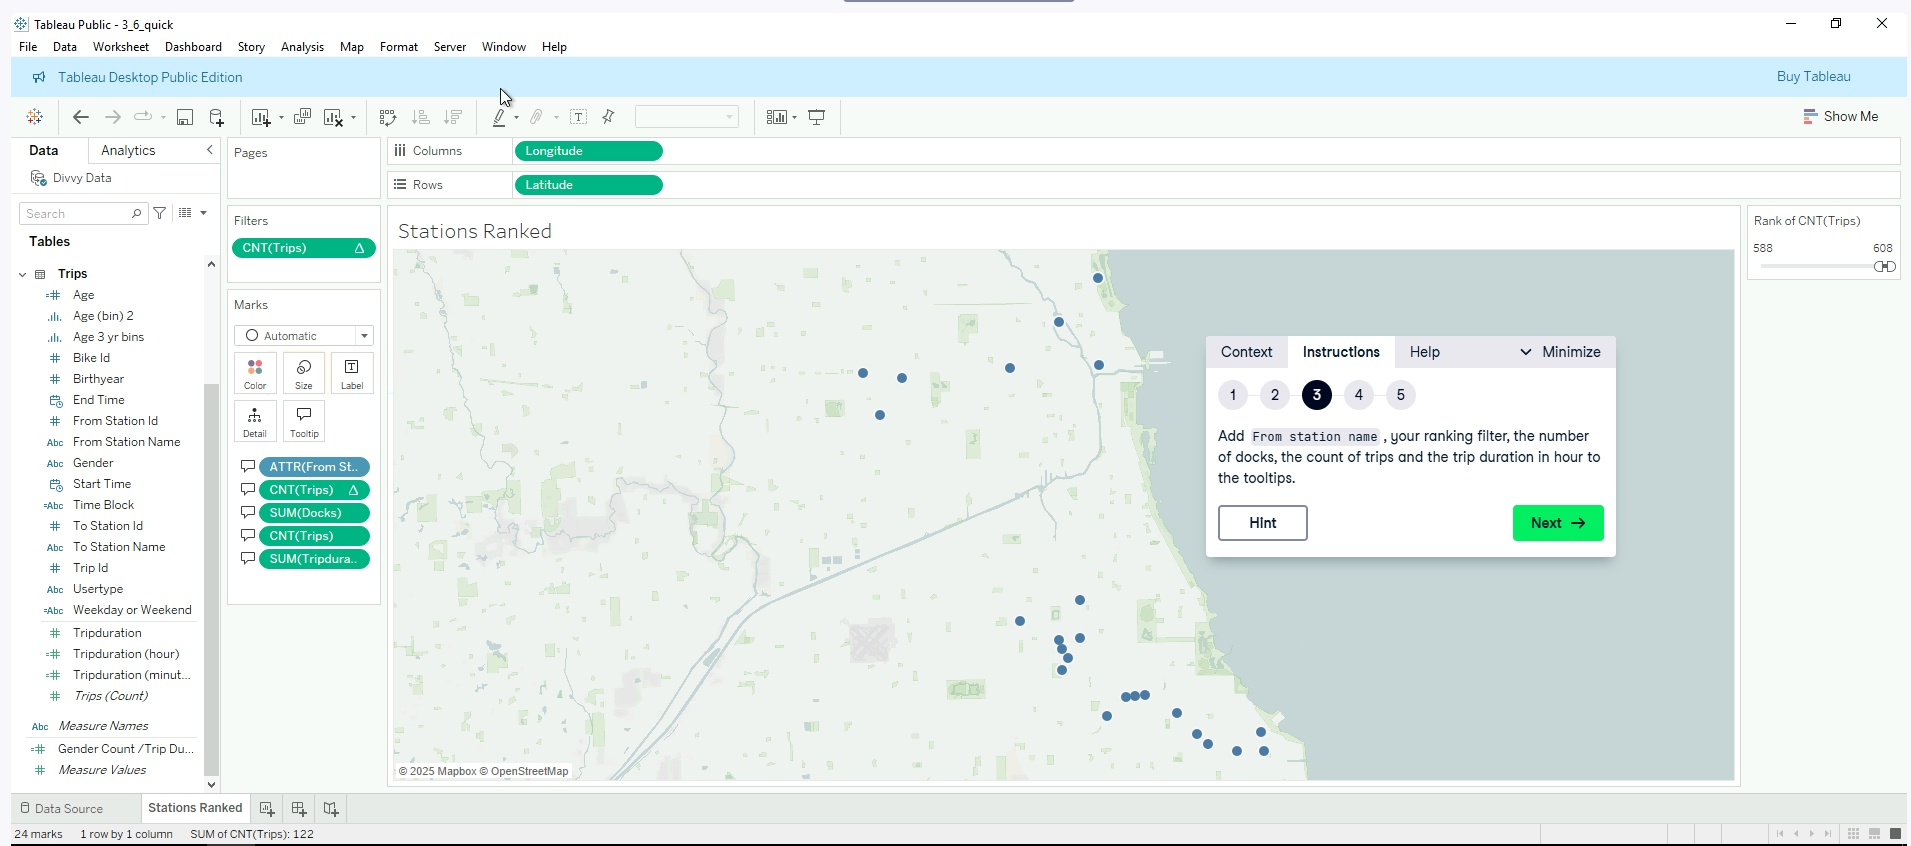 Tableau Public - 3_6_quick
File Data Worksheet Dashboard Story Analysis Map Format Server Window Help
Tableau Desktop Public Edition
Buy Tableau
Show Me
Data Analytics
Divvy Data
Search
Tables
Trips
Age
Age (bin) 2
Age 3 yr bins
Bike Id
Birthyear
End Time
From Station Id
Abc From Station Name
Abc Gender
Start Time
=Abc Time Block
To Station Id
Abc To Station Name
Trip Id
Abc Usertype
=Abc Weekday or Weekend
Tripduration
Tripduration (hour)
Tripduration (minut...
Trips (Count)
Abc Measure Names
Gender Count /Trip Du...
Measure Values
Pages
Filters
CNT(Trips)
Marks
Automatic
Color Size Label
Detail Tooltip
ATTR(From St..
CNT(Trips)
SUM(Docks)
CNT(Trips)
SUM(Tripdura..
Columns Longitude
Rows Latitude
Stations Ranked
© 2025 Mapbox © OpenStreetMap
Rank of CNT(Trips)
588 608
Context Instructions Help Minimize
1 2 3 4 5
Add From station name , your ranking filter, the number
of docks, the count of trips and the trip duration in hour to
the tooltips.
Hint Next
Data Source Stations Ranked
24 marks 1 row by 1 column SUM of CNT(Trips): 122